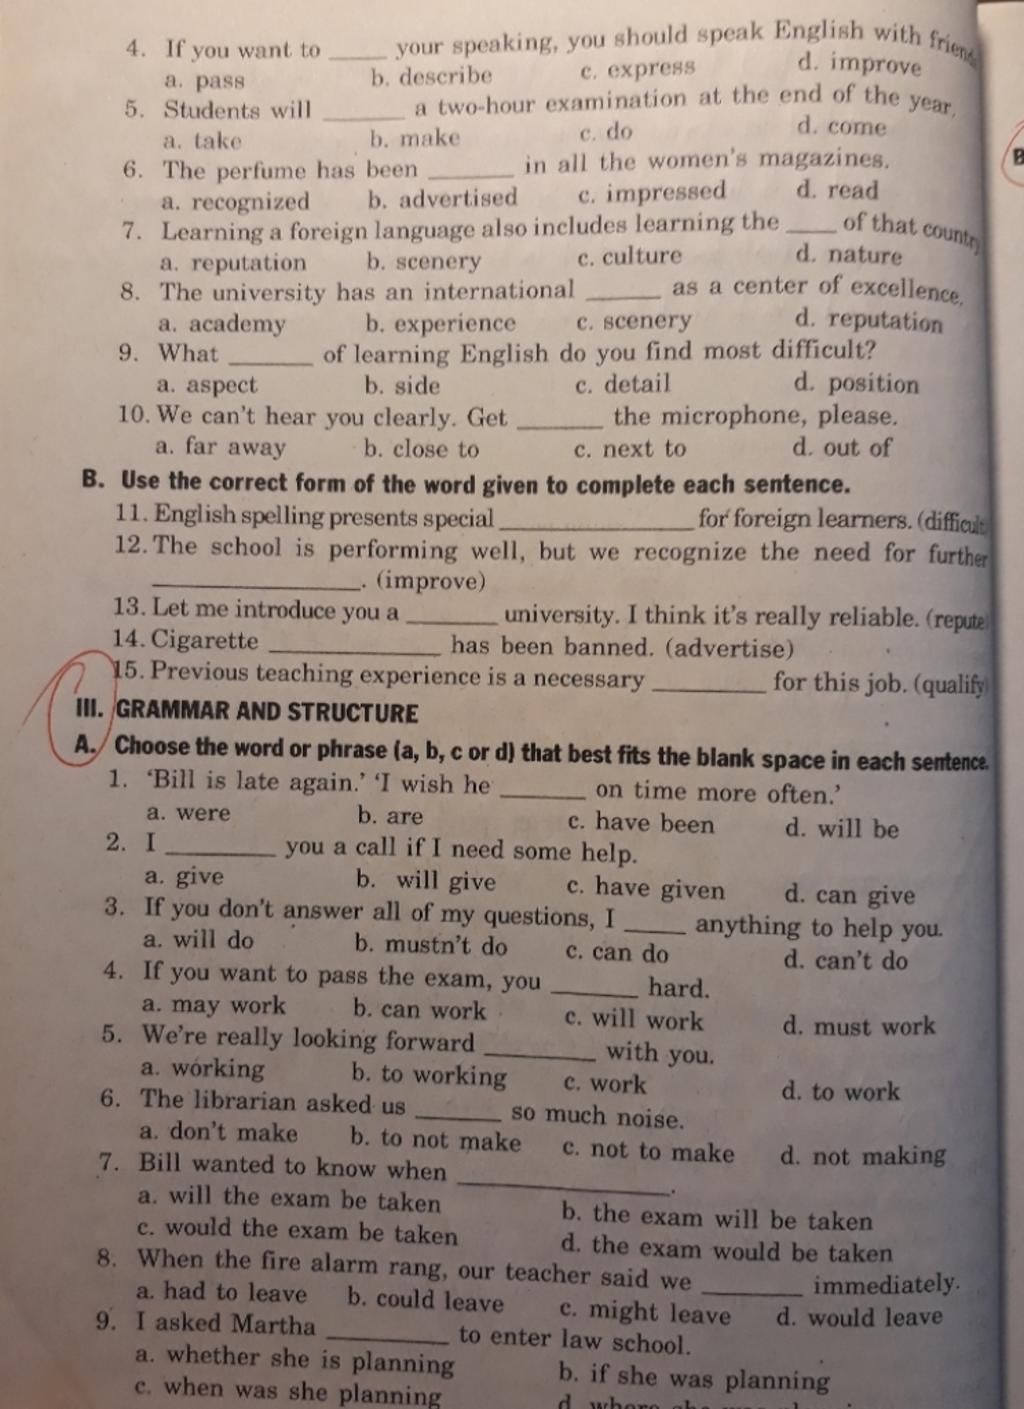 4. If you want to _____ your speaking, you should speak English with friends
a. pass b. describe c. express d. improve
5. Students will _______ a two-hour examination at the end of the year.
a. take b. make c. do d. come
6. The perfume has been _______ in all the women's magazines.
a. recognized b. advertised c. impressed d. read
7. Learning a foreign language also includes learning the ____ of that country
a. reputation b. scenery c. culture d. nature
8. The university has an international ______ as a center of excellence.
a. academy b. experience c. scenery d. reputation
9. What _______ of learning English do you find most difficult?
a. aspect b. side c. detail d. position
10. We can't hear you clearly. Get _______ the microphone, please.
a. far away b. close to c. next to d. out of
B. Use the correct form of the word given to complete each sentence.
11. English spelling presents special ________________ for foreign learners. (difficult
12. The school is performing well, but we recognize the need for further
_________________. (improve)
13. Let me introduce you a ________ university. I think it's really reliable. (repute)
14. Cigarette ______________ has been banned. (advertise)
15. Previous teaching experience is a necessary _________ for this job. (qualify)
III. GRAMMAR AND STRUCTURE
A. Choose the word or phrase (a, b, c or d) that best fits the blank space in each sentence.
1. 'Bill is late again.' 'I wish he _______ on time more often.'
a. were b. are c. have been d. will be
2. I _________ you a call if I need some help.
a. give b. will give c. have given d. can give
3. If you don't answer all of my questions, I _____ anything to help you.
a. will do b. mustn't do c. can do d. can't do
4. If you want to pass the exam, you _______ hard.
a. may work b. can work c. will work d. must work
5. We're really looking forward _________ with you.
a. working b. to working c. work d. to work
6. The librarian asked us _______ so much noise.
a. don't make b. to not make c. not to make d. not making
7. Bill wanted to know when _________________.
a. will the exam be taken b. the exam will be taken
c. would the exam be taken d. the exam would be taken
8. When the fire alarm rang, our teacher said we ________ immediately.
a. had to leave b. could leave c. might leave d. would leave
9. I asked Martha __________ to enter law school.
a. whether she is planning b. if she was planning
c. when was she planning d. where she was
B